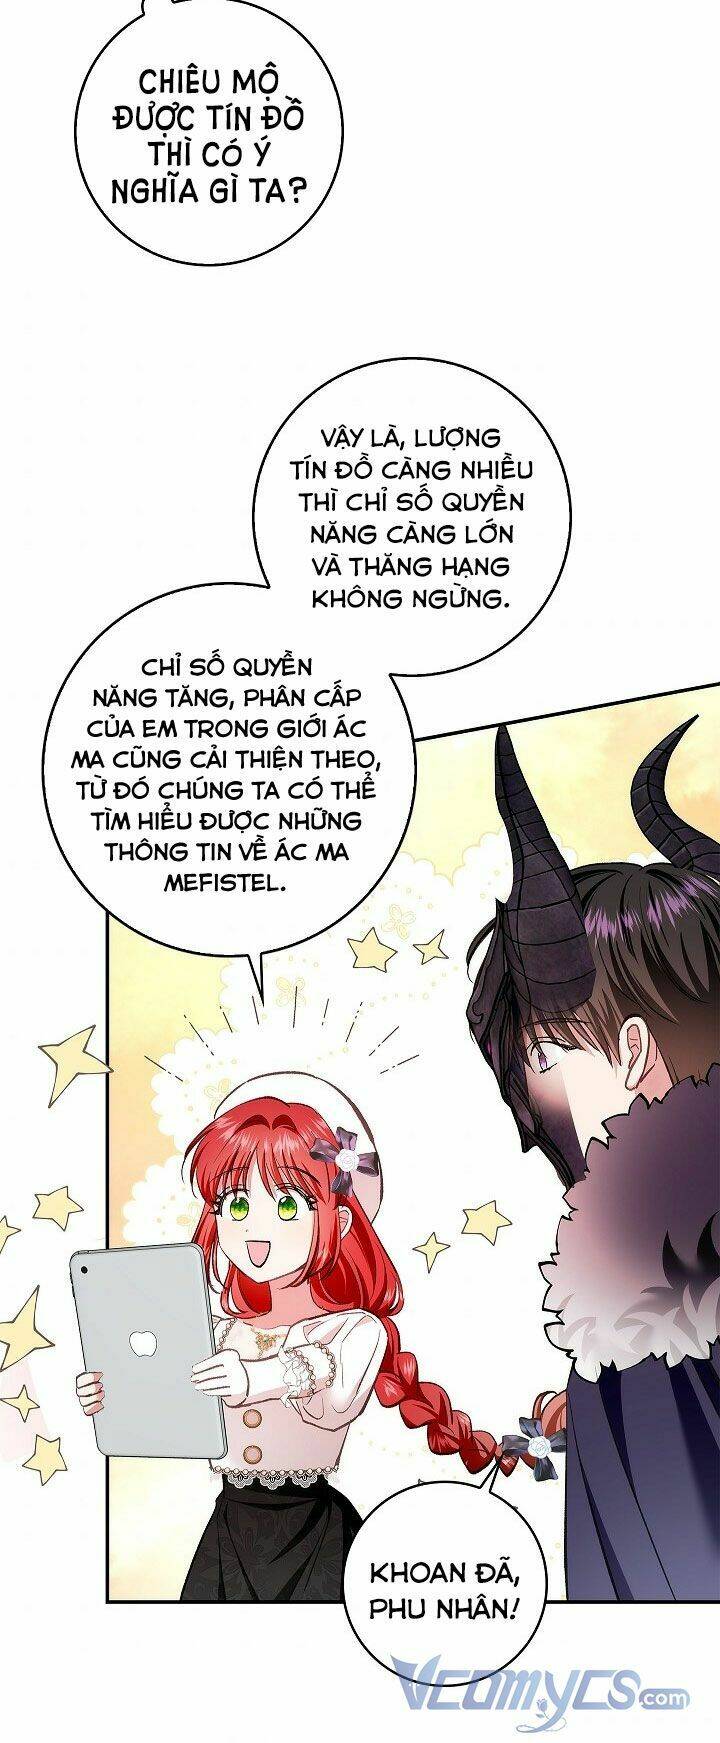 CHIÊU MỘ
ĐƯỢC TÍN ĐỒ
THÌ CÓ Ý
NGHĨA GÌ TA?
VẬY LÀ, LƯỢNG
TÍN ĐỒ CÀNG NHIỀU
THÌ CHỈ SỐ QUYỀN
NĂNG CÀNG LỚN
VÀ THĂNG HẠNG
KHÔNG NGỪNG.
CHỈ SỐ QUYỀN
NĂNG TĂNG, PHÂN CẤP
CỦA EM TRONG GIỚI ÁC
MA CŨNG CẢI THIỆN THEO,
TỪ ĐÓ CHÚNG TA CÓ THỂ
TÌM HIỂU ĐƯỢC NHỮNG
THÔNG TIN VỀ ÁC MA
MEFISTEL.
KHOAN ĐÃ,
PHU NHÂN!
VCOMYCS.com